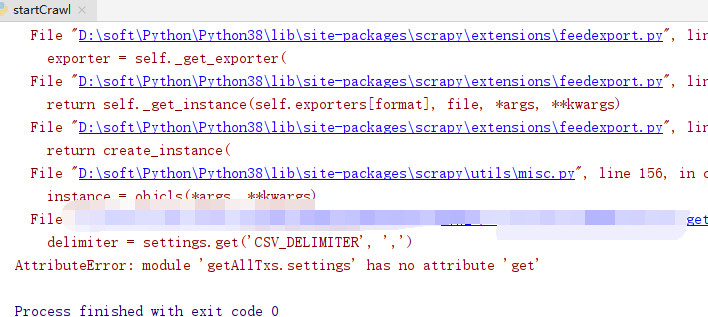 startCrawl
File "D:\soft\Python\Python38\lib\site-packages\scrapy\extensions\feedexport.py", lin
exporter = self._get_exporter(
File "D:\soft\Python\Python38\lib\site-packages\scrapy\extensions\feedexport.py", lin
return self._get_instance(self.exporters[format], file, *args, **kwargs)
File "D:\soft\Python\Python38\lib\site-packages\scrapy\extensions\feedexport.py", lin
return create_instance(
File "D:\soft\Python\Python38\lib\site-packages\scrapy\utils\misc.py", line 156, in c
instance = objcls(*args, **kwargs)
File get
delimiter = settings.get('CSV_DELIMITER', ',')
AttributeError: module 'getAllTxs.settings' has no attribute 'get'
Process finished with exit code 0